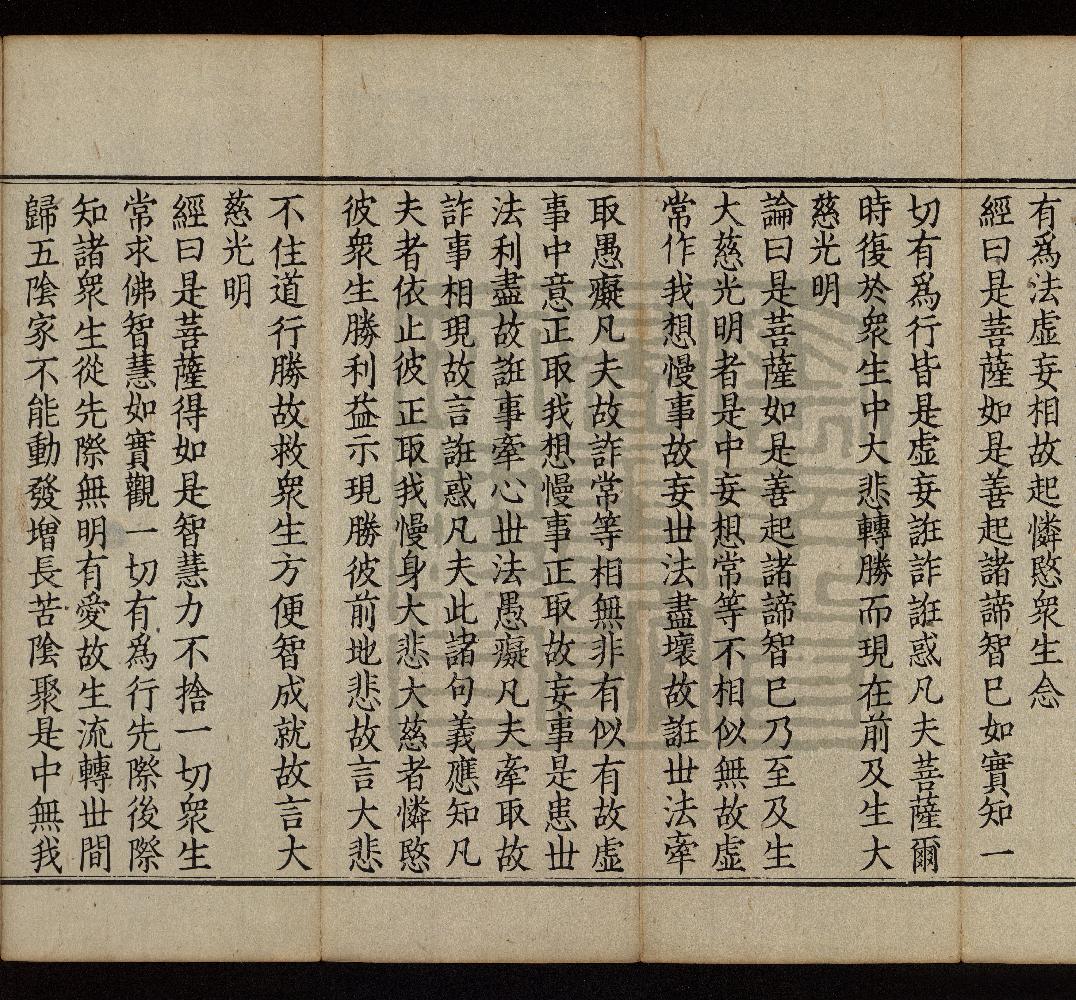 有爲法虛妄相故起憐愍衆生念
經曰是菩薩如是善起諸諦智已如實知一
切有爲行皆是虛妄誑詐誑惑凡夫菩薩爾
時復於衆生中大悲轉勝而現在前及生大
慈光明
論曰是菩薩如是善起諸諦智已乃至及生
大慈光明者是中妄想常等不相似無故虛
常作我想慢事故妄世法盡壞故誑世法牽
取愚癡凡夫故詐常等相無非有似有故虛
事中意正取我想慢事正取故妄事是患世
法利盡故誑事牽心世法愚癡凡夫牽取故
詐事相現故言誑惑凡夫此諸句義應知凡
夫者依止彼正取我慢身大悲大慈者憐愍
彼衆生勝利益示現勝彼前地悲故言大悲
不住道行勝故救衆生方便智成就故言大
慈光明
經曰是菩薩得如是智慧力不捨一切衆生
常求佛智慧如實觀一切有爲行先際後際
知諸衆生從先際無明有愛故生流轉世間
歸五陰家不能動發增長苦陰聚是中無我